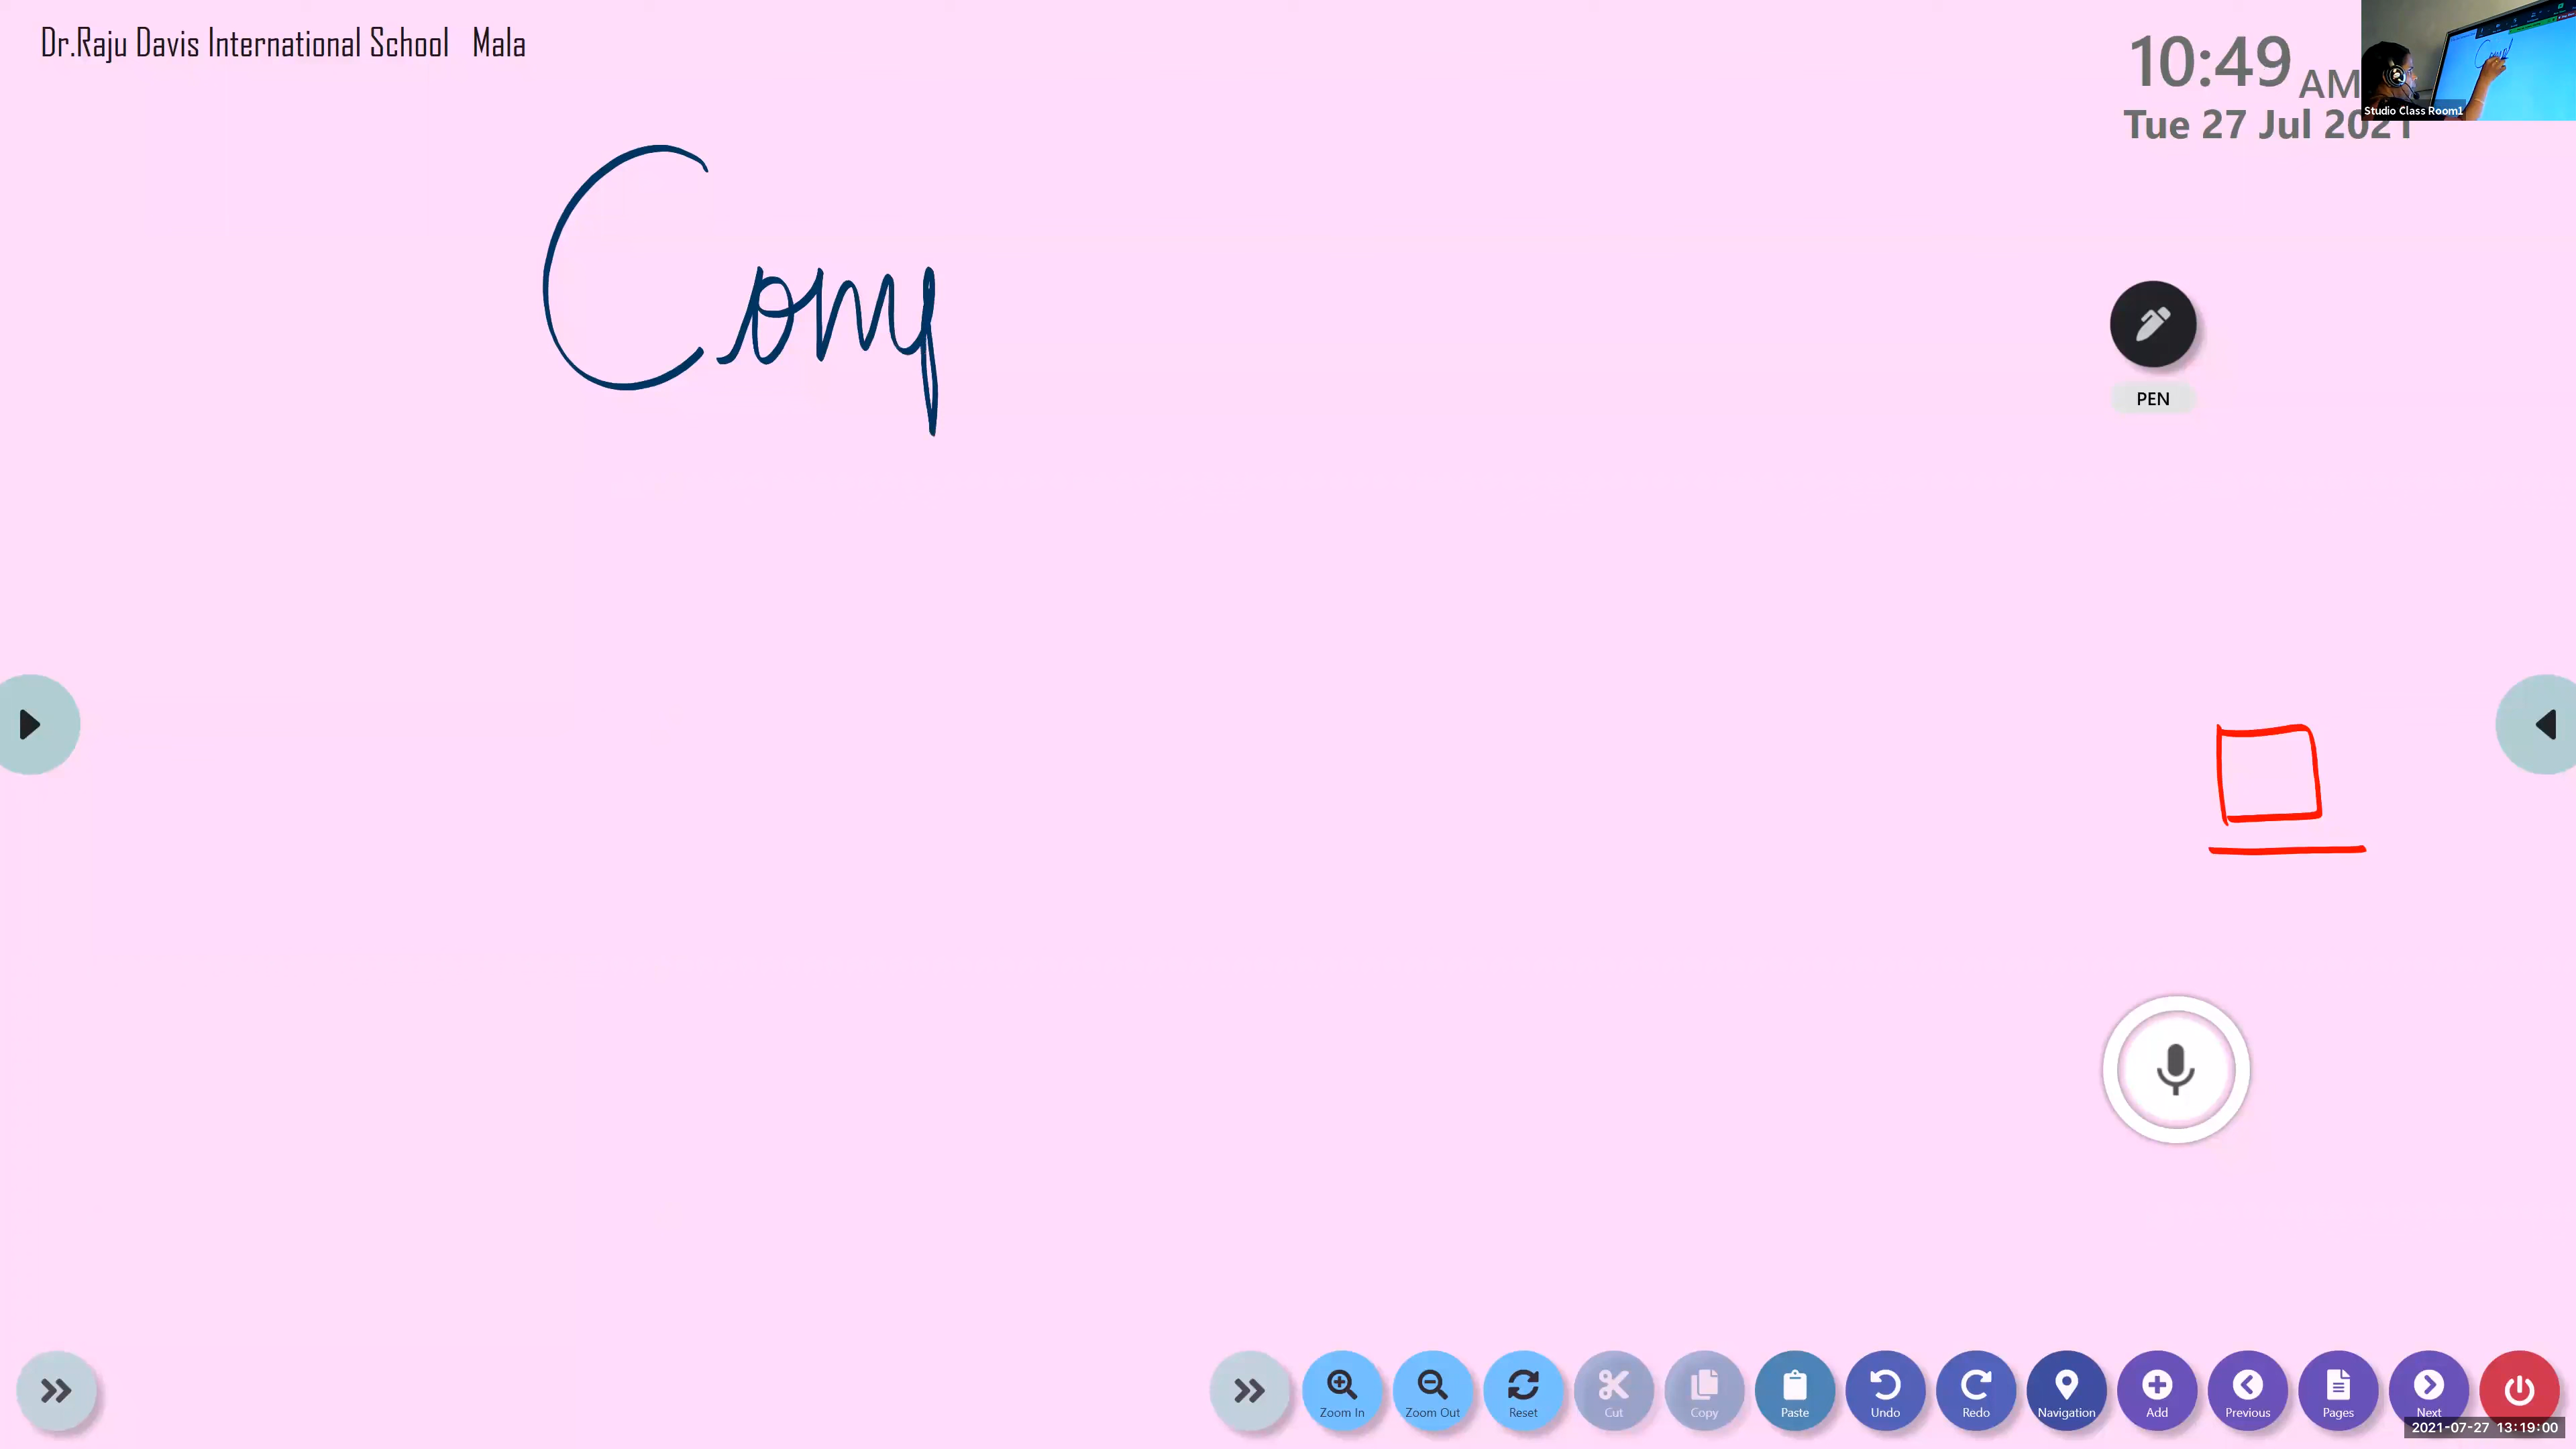 Dr.Raju Davis International School Mala
10:49 AM
Tue 27 Jul 2021
Studio Class Room1
Comp
PEN
Zoom In
Zoom Out
Reset
Cut
Copy
Paste
Undo
Redo
Navigation
Add
Previous
Pages
Next
2021-07-27 13:19:00